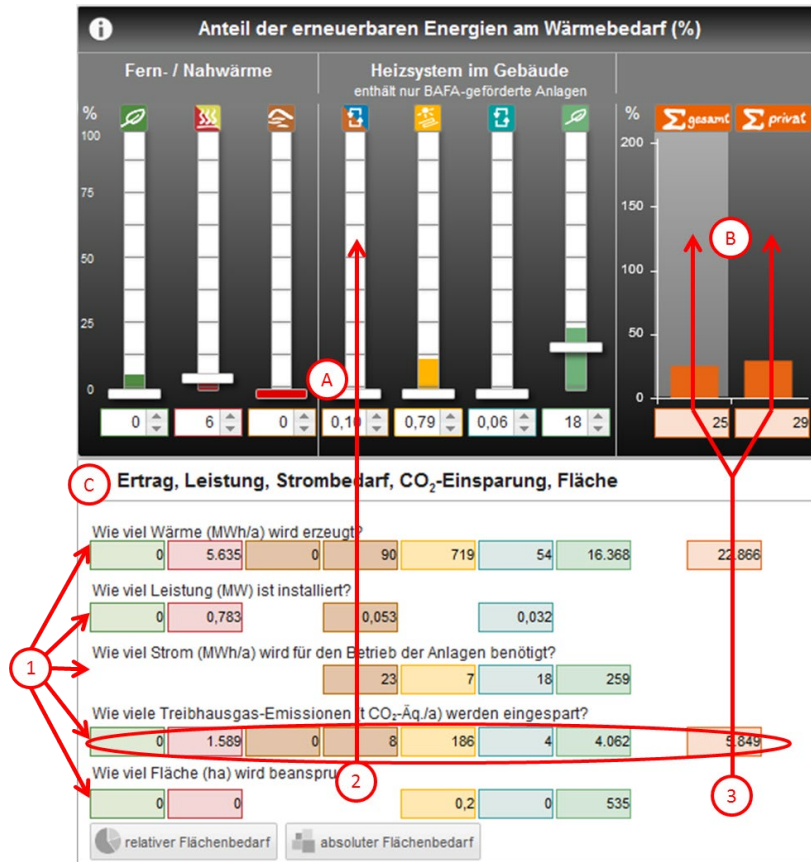 i Anteil der erneuerbaren Energien am Wärmebedarf (%)
Fern- / Nahwärme Heizsystem im Gebäude
enthält nur BAFA-geförderte Anlagen
% % Σ gesamt Σ privat
100 200
75 150
50 100
25 50
0 0
A B
0 6 0 0,10 0,79 0,06 18 25 29
C Ertrag, Leistung, Strombedarf, CO₂-Einsparung, Fläche
Wie viel Wärme (MWh/a) wird erzeugt?
0 5.635 0 90 719 54 16.368 22.866
Wie viel Leistung (MW) ist installiert?
0 0,783 0,053 0,032
Wie viel Strom (MWh/a) wird für den Betrieb der Anlagen benötigt?
1
23 7 18 259
Wie viele Treibhausgas-Emissionen (t CO₂-Äq./a) werden eingespart?
0 1.589 0 8 186 4 4.062 5.849
Wie viel Fläche (ha) wird beanspru
2 3
0 0 0,2 0 535
relativer Flächenbedarf absoluter Flächenbedarf